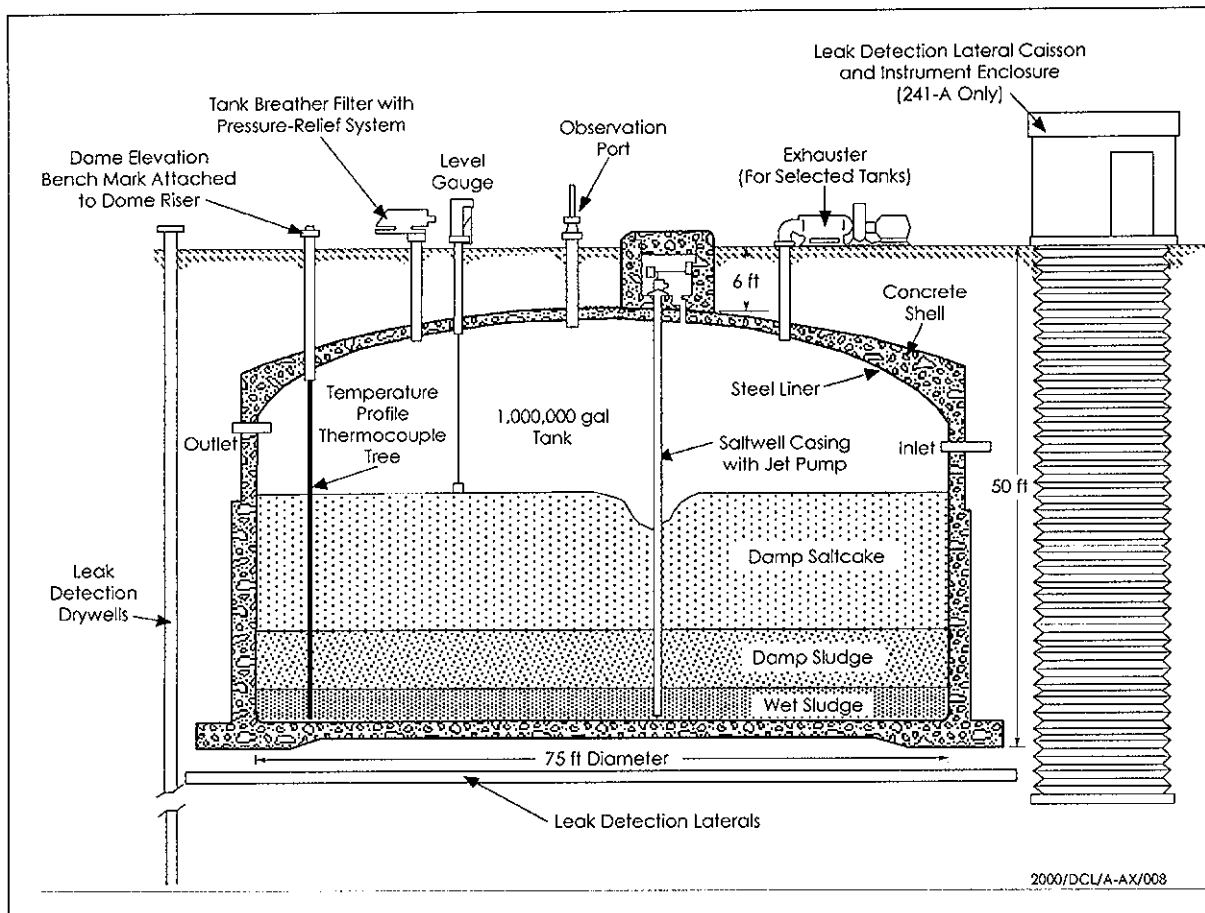 Leak Detection Lateral Caisson
and Instrument Enclosure
(241-A Only)
Tank Breather Filter with
Pressure-Relief System
Observation
Port
Dome Elevation
Bench Mark Attached
to Dome Riser
Level
Gauge
Exhauster
(For Selected Tanks)
6 ft
Concrete
Shell
Steel Liner
Temperature
Profile
Thermocouple
Tree
1,000,000 gal
Tank
Outlet
Saltwell Casing
with Jet Pump
Inlet
50 ft
Damp Saltcake
Leak
Detection
Drywells
Damp Sludge
Wet Sludge
75 ft Diameter
Leak Detection Laterals
2000/DCL/A-AX/008